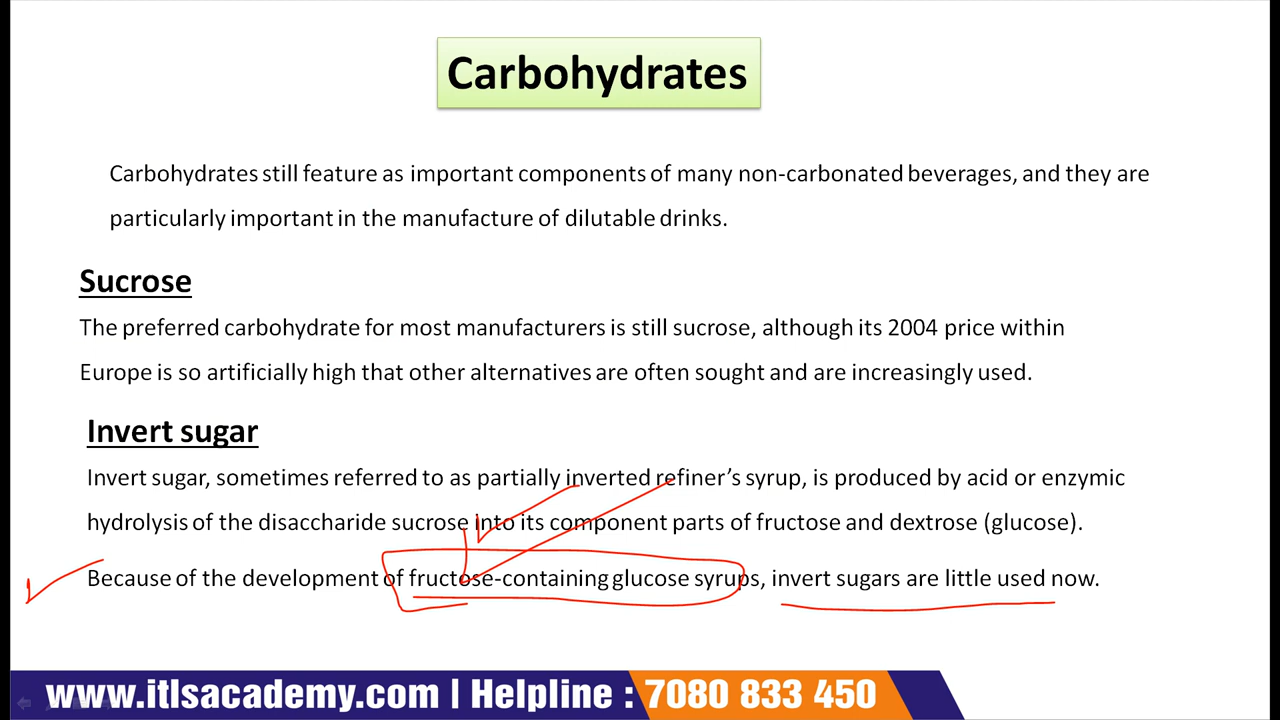 Carbohydrates
Carbohydrates still feature as important components of many non-carbonated beverages, and they are
particularly important in the manufacture of dilutable drinks.
Sucrose
The preferred carbohydrate for most manufacturers is still sucrose, although its 2004 price within
Europe is so artificially high that other alternatives are often sought and are increasingly used.
Invert sugar
Invert sugar, sometimes referred to as partially inverted refiner’s syrup, is produced by acid or enzymic
hydrolysis of the disaccharide sucrose into its component parts of fructose and dextrose (glucose).
Because of the development of fructose-containing glucose syrups, invert sugars are little used now.
www.itlsacademy.com | Helpline : 7080 833 450